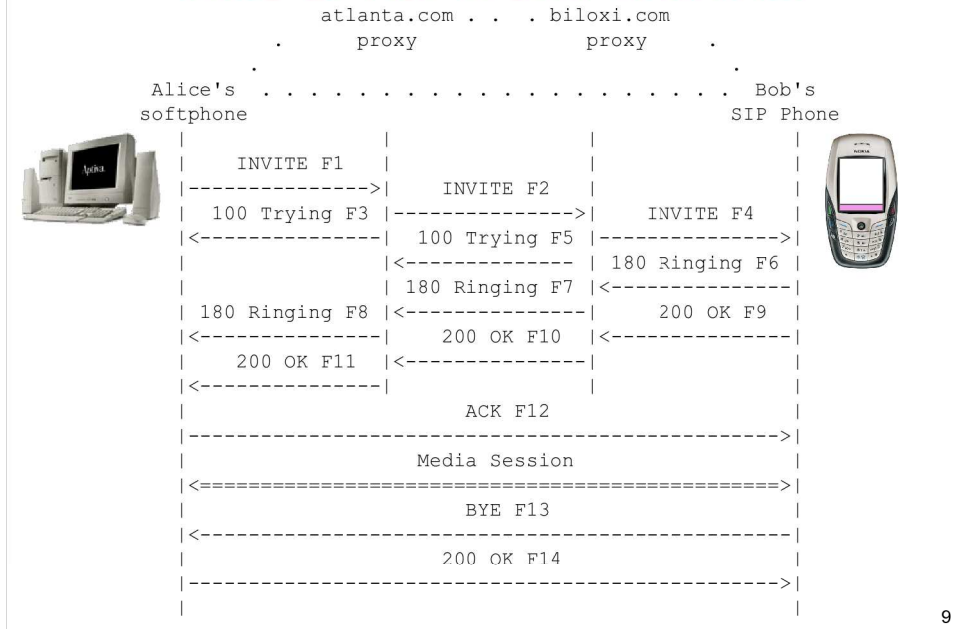 atlanta.com . . . biloxi.com
. proxy proxy .
. .
Alice's . . . . . . . . . . . . . . . . . . . . Bob's
softphone SIP Phone
| | | |
| INVITE F1 | | |
|--------------->| INVITE F2 | |
| 100 Trying F3 |--------------->| INVITE F4 |
|<---------------| 100 Trying F5 |--------------->|
| |<-------------- | 180 Ringing F6 |
| | 180 Ringing F7 |<---------------|
| 180 Ringing F8 |<---------------| 200 OK F9 |
|<---------------| 200 OK F10 |<---------------|
| 200 OK F11 |<---------------| |
|<---------------| | |
| ACK F12 |
|------------------------------------------------->|
| Media Session |
|<================================================>|
| BYE F13 |
|<-------------------------------------------------|
| 200 OK F14 |
|------------------------------------------------->|
| |
Aptiva
NOKIA
9